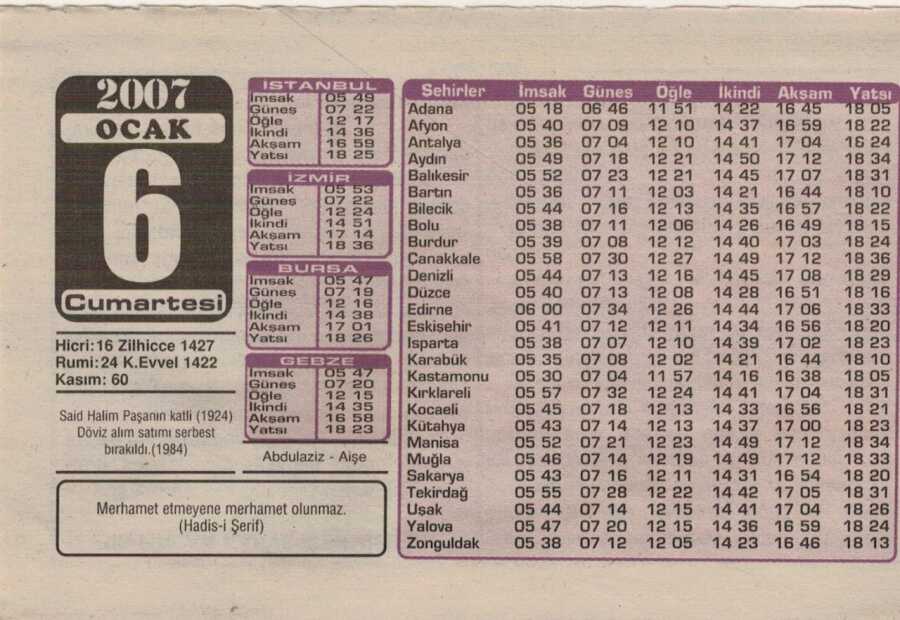 2007
OCAK
6
Cumartesi
Hicri:16 Zilhicce 1427
Rumi:24 K.Evvel 1422
Kasım: 60
Said Halim Paşanın katli (1924)
Döviz alım satımı serbest
bırakıldı.(1984)
İSTANBUL
İmsak 05 49
Güneş 07 22
Öğle 12 17
İkindi 14 36
Akşam 16 59
Yatsı 18 25
İZMİR
İmsak 05 53
Güneş 07 22
Öğle 12 24
İkindi 14 51
Akşam 17 14
Yatsı 18 36
BURSA
İmsak 05 47
Güneş 07 19
Öğle 12 16
İkindi 14 38
Akşam 17 01
Yatsı 18 26
GEBZE
İmsak 05 47
Güneş 07 20
Öğle 12 15
İkindi 14 35
Akşam 16 58
Yatsı 18 23
Abdulaziz - Aişe
Merhamet etmeyene merhamet olunmaz.
(Hadis-i Şerif)
Şehirler İmsak Güneş Öğle İkindi Akşam Yatsı
Adana 05 18 06 46 11 51 14 22 16 45 18 05
Afyon 05 40 07 09 12 10 14 37 16 59 18 22
Antalya 05 36 07 04 12 10 14 41 17 04 16 24
Aydın 05 49 07 18 12 21 14 50 17 12 18 34
Balıkesir 05 52 07 23 12 21 14 45 17 07 18 31
Bartın 05 36 07 11 12 03 14 21 16 44 18 10
Bilecik 05 44 07 16 12 13 14 35 16 57 18 22
Bolu 05 38 07 11 12 06 14 26 16 49 18 15
Burdur 05 39 07 08 12 12 14 40 17 03 18 24
Çanakkale 05 58 07 30 12 27 14 49 17 12 18 36
Denizli 05 44 07 13 12 16 14 45 17 08 18 29
Düzce 05 40 07 13 12 08 14 28 16 51 18 16
Edirne 06 00 07 34 12 26 14 44 17 06 18 33
Eskişehir 05 41 07 12 12 11 14 34 16 56 18 20
Isparta 05 38 07 07 12 10 14 39 17 02 18 23
Karabük 05 35 07 08 12 02 14 21 16 44 18 10
Kastamonu 05 30 07 04 11 57 14 16 16 38 18 05
Kırklareli 05 57 07 32 12 24 14 41 17 04 18 31
Kocaeli 05 45 07 18 12 13 14 33 16 56 18 21
Kütahya 05 43 07 14 12 13 14 37 17 00 18 23
Manisa 05 52 07 21 12 23 14 49 17 12 18 34
Muğla 05 46 07 14 12 19 14 49 17 12 18 33
Sakarya 05 43 07 16 12 11 14 31 16 54 18 20
Tekirdağ 05 55 07 28 12 22 14 42 17 05 18 31
Uşak 05 44 07 14 12 15 14 41 17 04 18 26
Yalova 05 47 07 20 12 15 14 36 16 59 18 24
Zonguldak 05 38 07 12 12 05 14 23 16 46 18 13